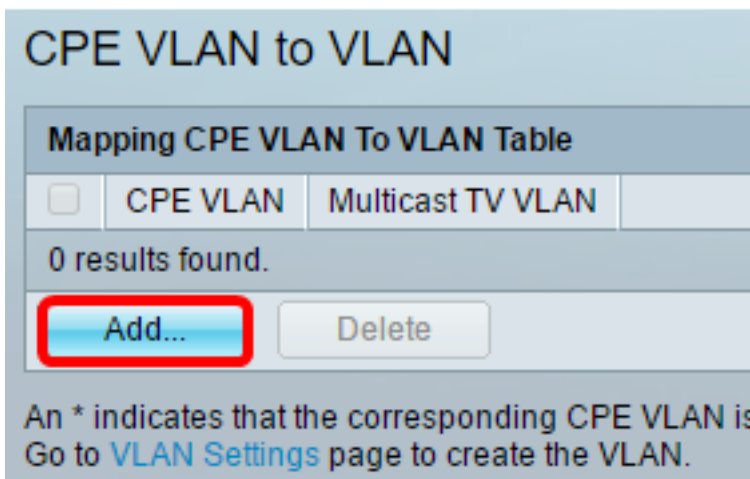 CPE VLAN to VLAN
Mapping CPE VLAN To VLAN Table
CPE VLAN Multicast TV VLAN
0 results found.
Add... Delete
An * indicates that the corresponding CPE VLAN is
Go to VLAN Settings page to create the VLAN.